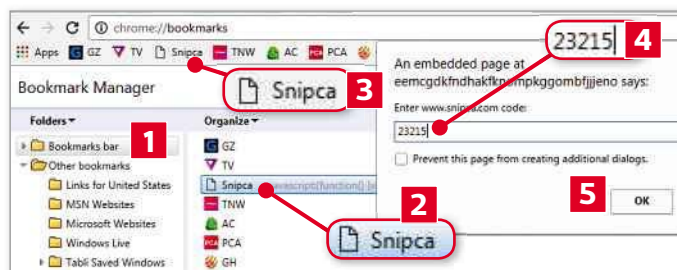 chrome://bookmarks
Apps GZ TV Snipca TNW AC PCA
Bookmark Manager
Snipca 3
Folders Organize
Bookmarks bar 1
Other bookmarks
Links for United States
MSN Websites
Microsoft Websites
Windows Live
Tabli Saved Windows
GZ
TV
Snipca
TNW
AC
PCA
GH
2
Snipca
23215 4
An embedded page at
says:
Enter www.snipca.com code:
23215
Prevent this page from creating additional dialogs.
5 OK